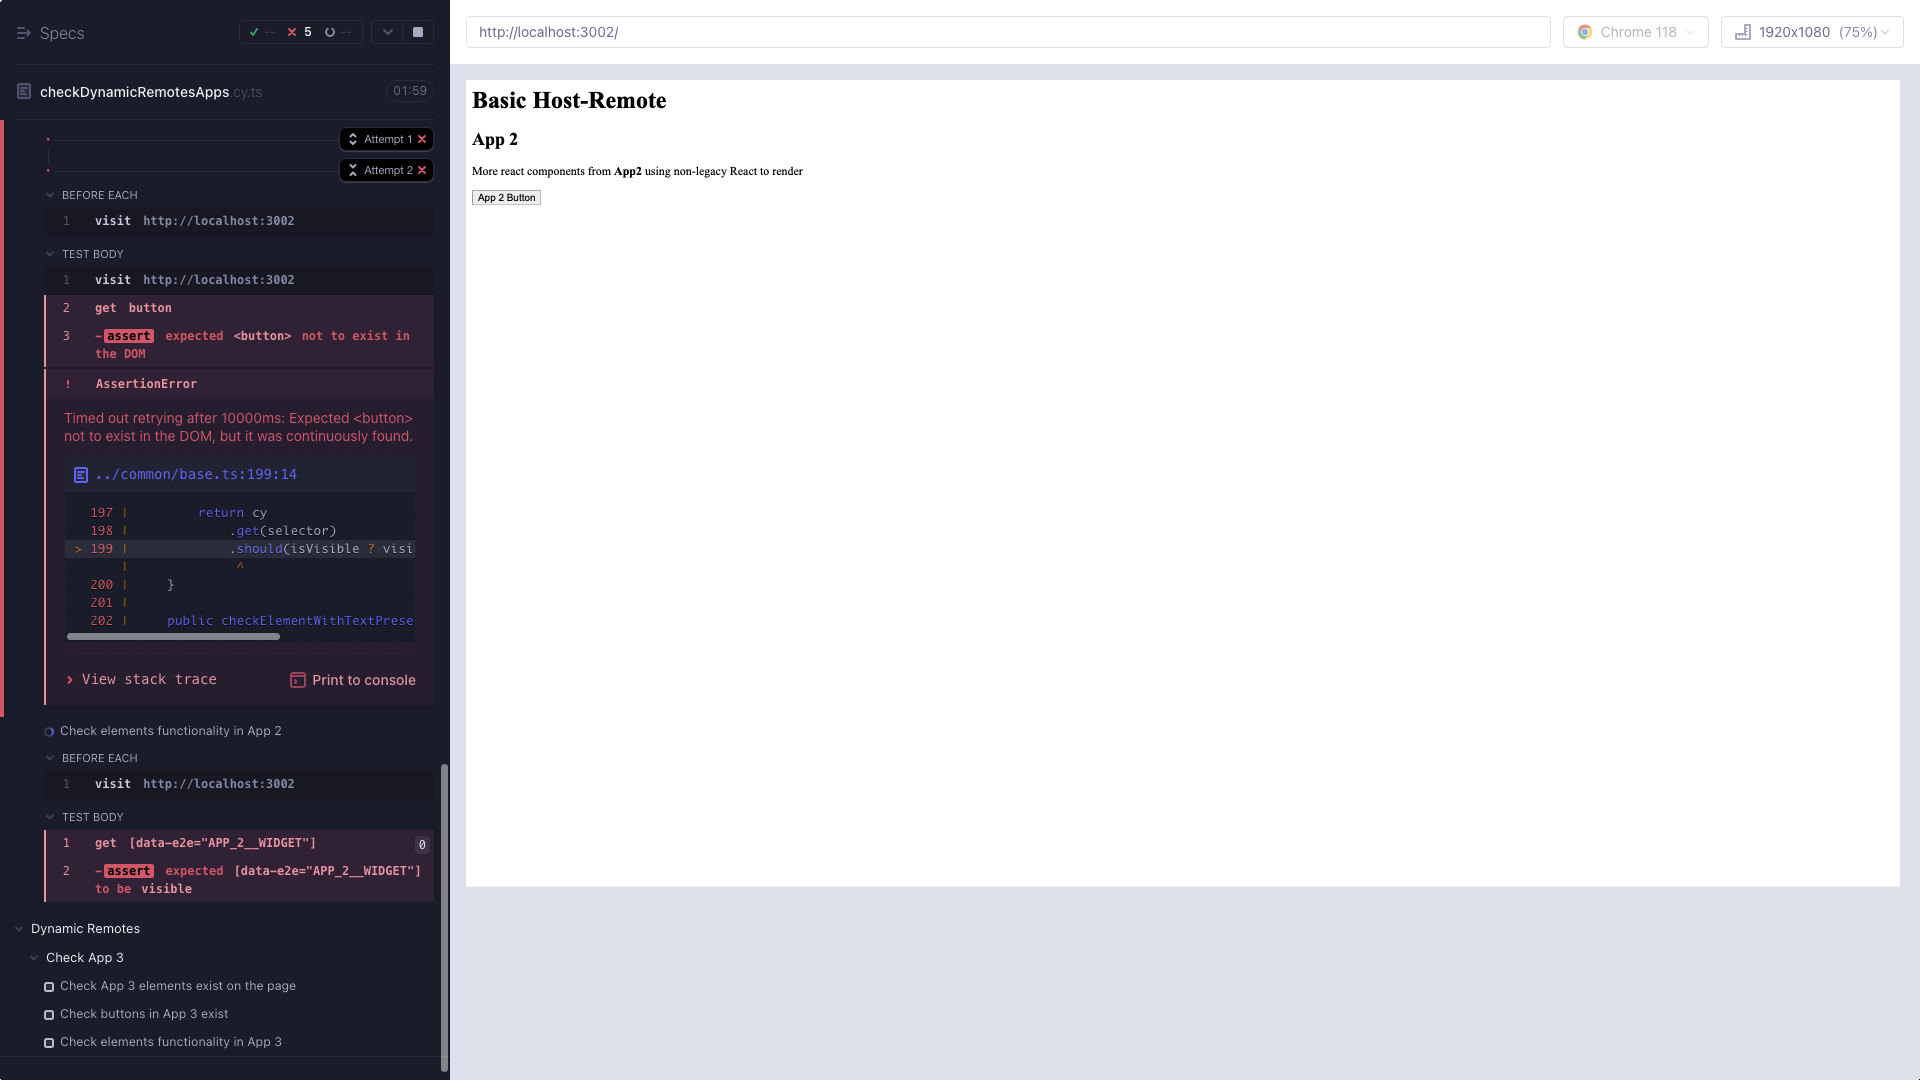 Specs
-- 5 --
checkDynamicRemotesApps.cy.ts 01:59
Attempt 1
Attempt 2
BEFORE EACH
1 visit http://localhost:3002
TEST BODY
1 visit http://localhost:3002
2 get button
3 -assert expected <button> not to exist in
the DOM
! AssertionError
Timed out retrying after 10000ms: Expected <button>
not to exist in the DOM, but it was continuously found.
../common/base.ts:199:14
197 | return cy
198 | .get(selector)
> 199 | .should(isVisible ? visi
| ^
200 | }
201 |
202 | public checkElementWithTextPrese
View stack trace Print to console
Check elements functionality in App 2
BEFORE EACH
1 visit http://localhost:3002
TEST BODY
1 get [data-e2e="APP_2__WIDGET"] 0
2 -assert expected [data-e2e="APP_2__WIDGET"]
to be visible
Dynamic Remotes
Check App 3
Check App 3 elements exist on the page
Check buttons in App 3 exist
Check elements functionality in App 3
http://localhost:3002/ Chrome 118 1920x1080 (75%)
Basic Host-Remote
App 2
More react components from App2 using non-legacy React to render
App 2 Button